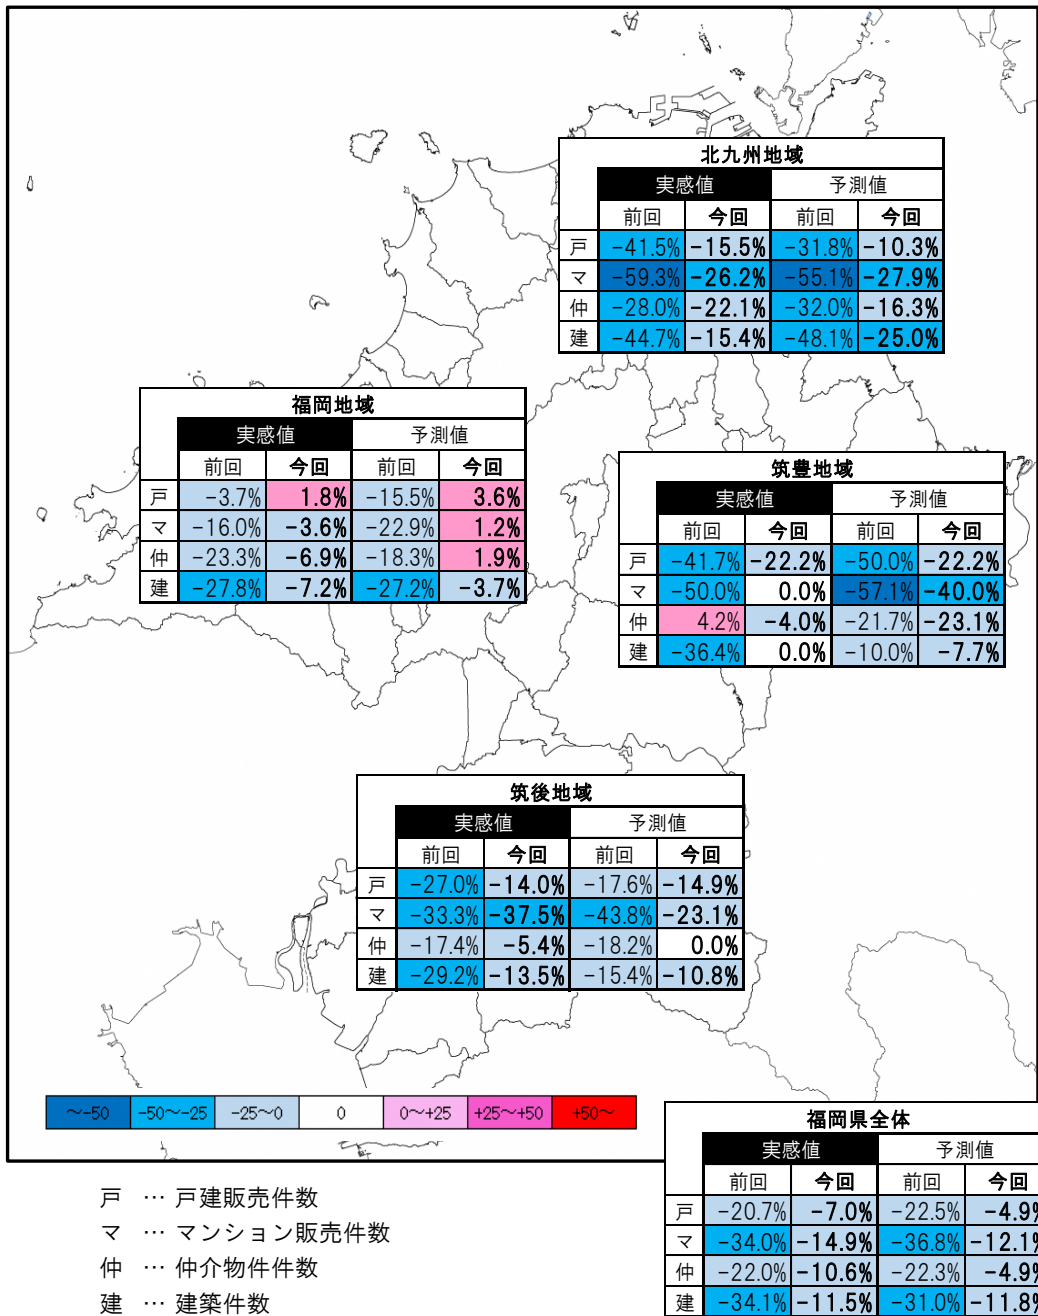 北九州地域
実感値 予測値
前回 今回 前回 今回
戸 -41.5% -15.5% -31.8% -10.3%
マ -59.3% -26.2% -55.1% -27.9%
仲 -28.0% -22.1% -32.0% -16.3%
建 -44.7% -15.4% -48.1% -25.0%
福岡地域
実感値 予測値
前回 今回 前回 今回
戸 -3.7% 1.8% -15.5% 3.6%
マ -16.0% -3.6% -22.9% 1.2%
仲 -23.3% -6.9% -18.3% 1.9%
建 -27.8% -7.2% -27.2% -3.7%
筑豊地域
実感値 予測値
前回 今回 前回 今回
戸 -41.7% -22.2% -50.0% -22.2%
マ -50.0% 0.0% -57.1% -40.0%
仲 4.2% -4.0% -21.7% -23.1%
建 -36.4% 0.0% -10.0% -7.7%
筑後地域
実感値 予測値
前回 今回 前回 今回
戸 -27.0% -14.0% -17.6% -14.9%
マ -33.3% -37.5% -43.8% -23.1%
仲 -17.4% -5.4% -18.2% 0.0%
建 -29.2% -13.5% -15.4% -10.8%
～-50 -50～-25 -25～0 0 0～+25 +25～+50 +50～
福岡県全体
実感値 予測値
前回 今回 前回 今回
戸 -20.7% -7.0% -22.5% -4.9%
マ -34.0% -14.9% -36.8% -12.1%
仲 -22.0% -10.6% -22.3% -4.9%
建 -34.1% -11.5% -31.0% -11.8%
戸 … 戸建販売件数
マ … マンション販売件数
仲 … 仲介物件件数
建 … 建築件数